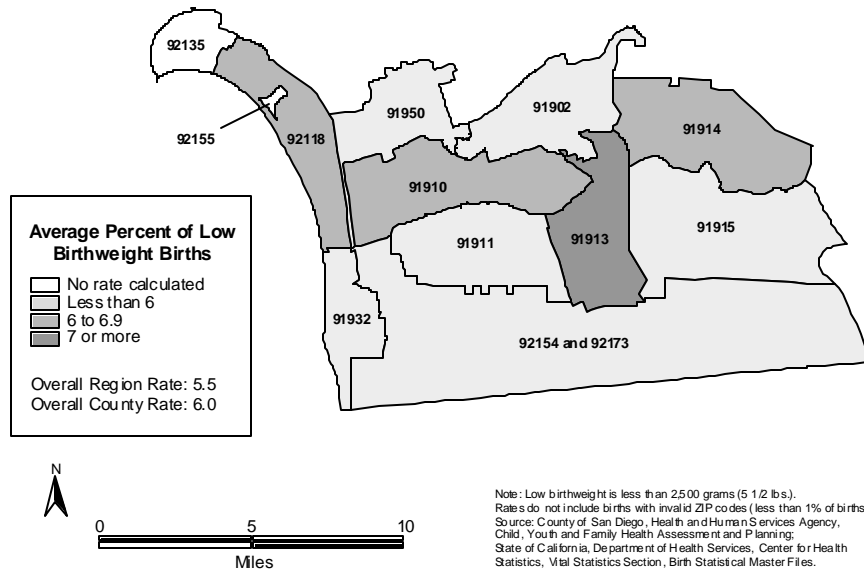 92135
91950
91902
92155
92118
91914
91910
91911
91913
91915
91932
92154 and 92173
Average Percent of Low
Birthweight Births
No rate calculated
Less than 6
6 to 6.9
7 or more
Overall Region Rate: 5.5
Overall County Rate: 6.0
N
0 5 10
Miles
Note: Low birthweight is less than 2,500 grams (5 1/2 lbs.).
Rates do not include births with invalid ZIP codes (less than 1% of births
Source: County of San Diego, Health and Human Services Agency,
Child, Youth and Family Health Assessment and Planning;
State of California, Department of Health Services, Center for Health
Statistics, Vital Statistics Section, Birth Statistical Master Files.